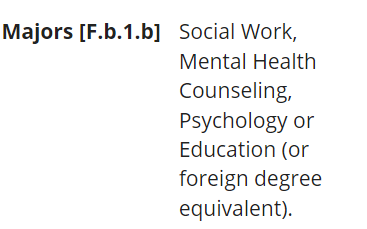 Majors [F.b.1.b] Social Work,
Mental Health
Counseling,
Psychology or
Education (or
foreign degree
equivalent).